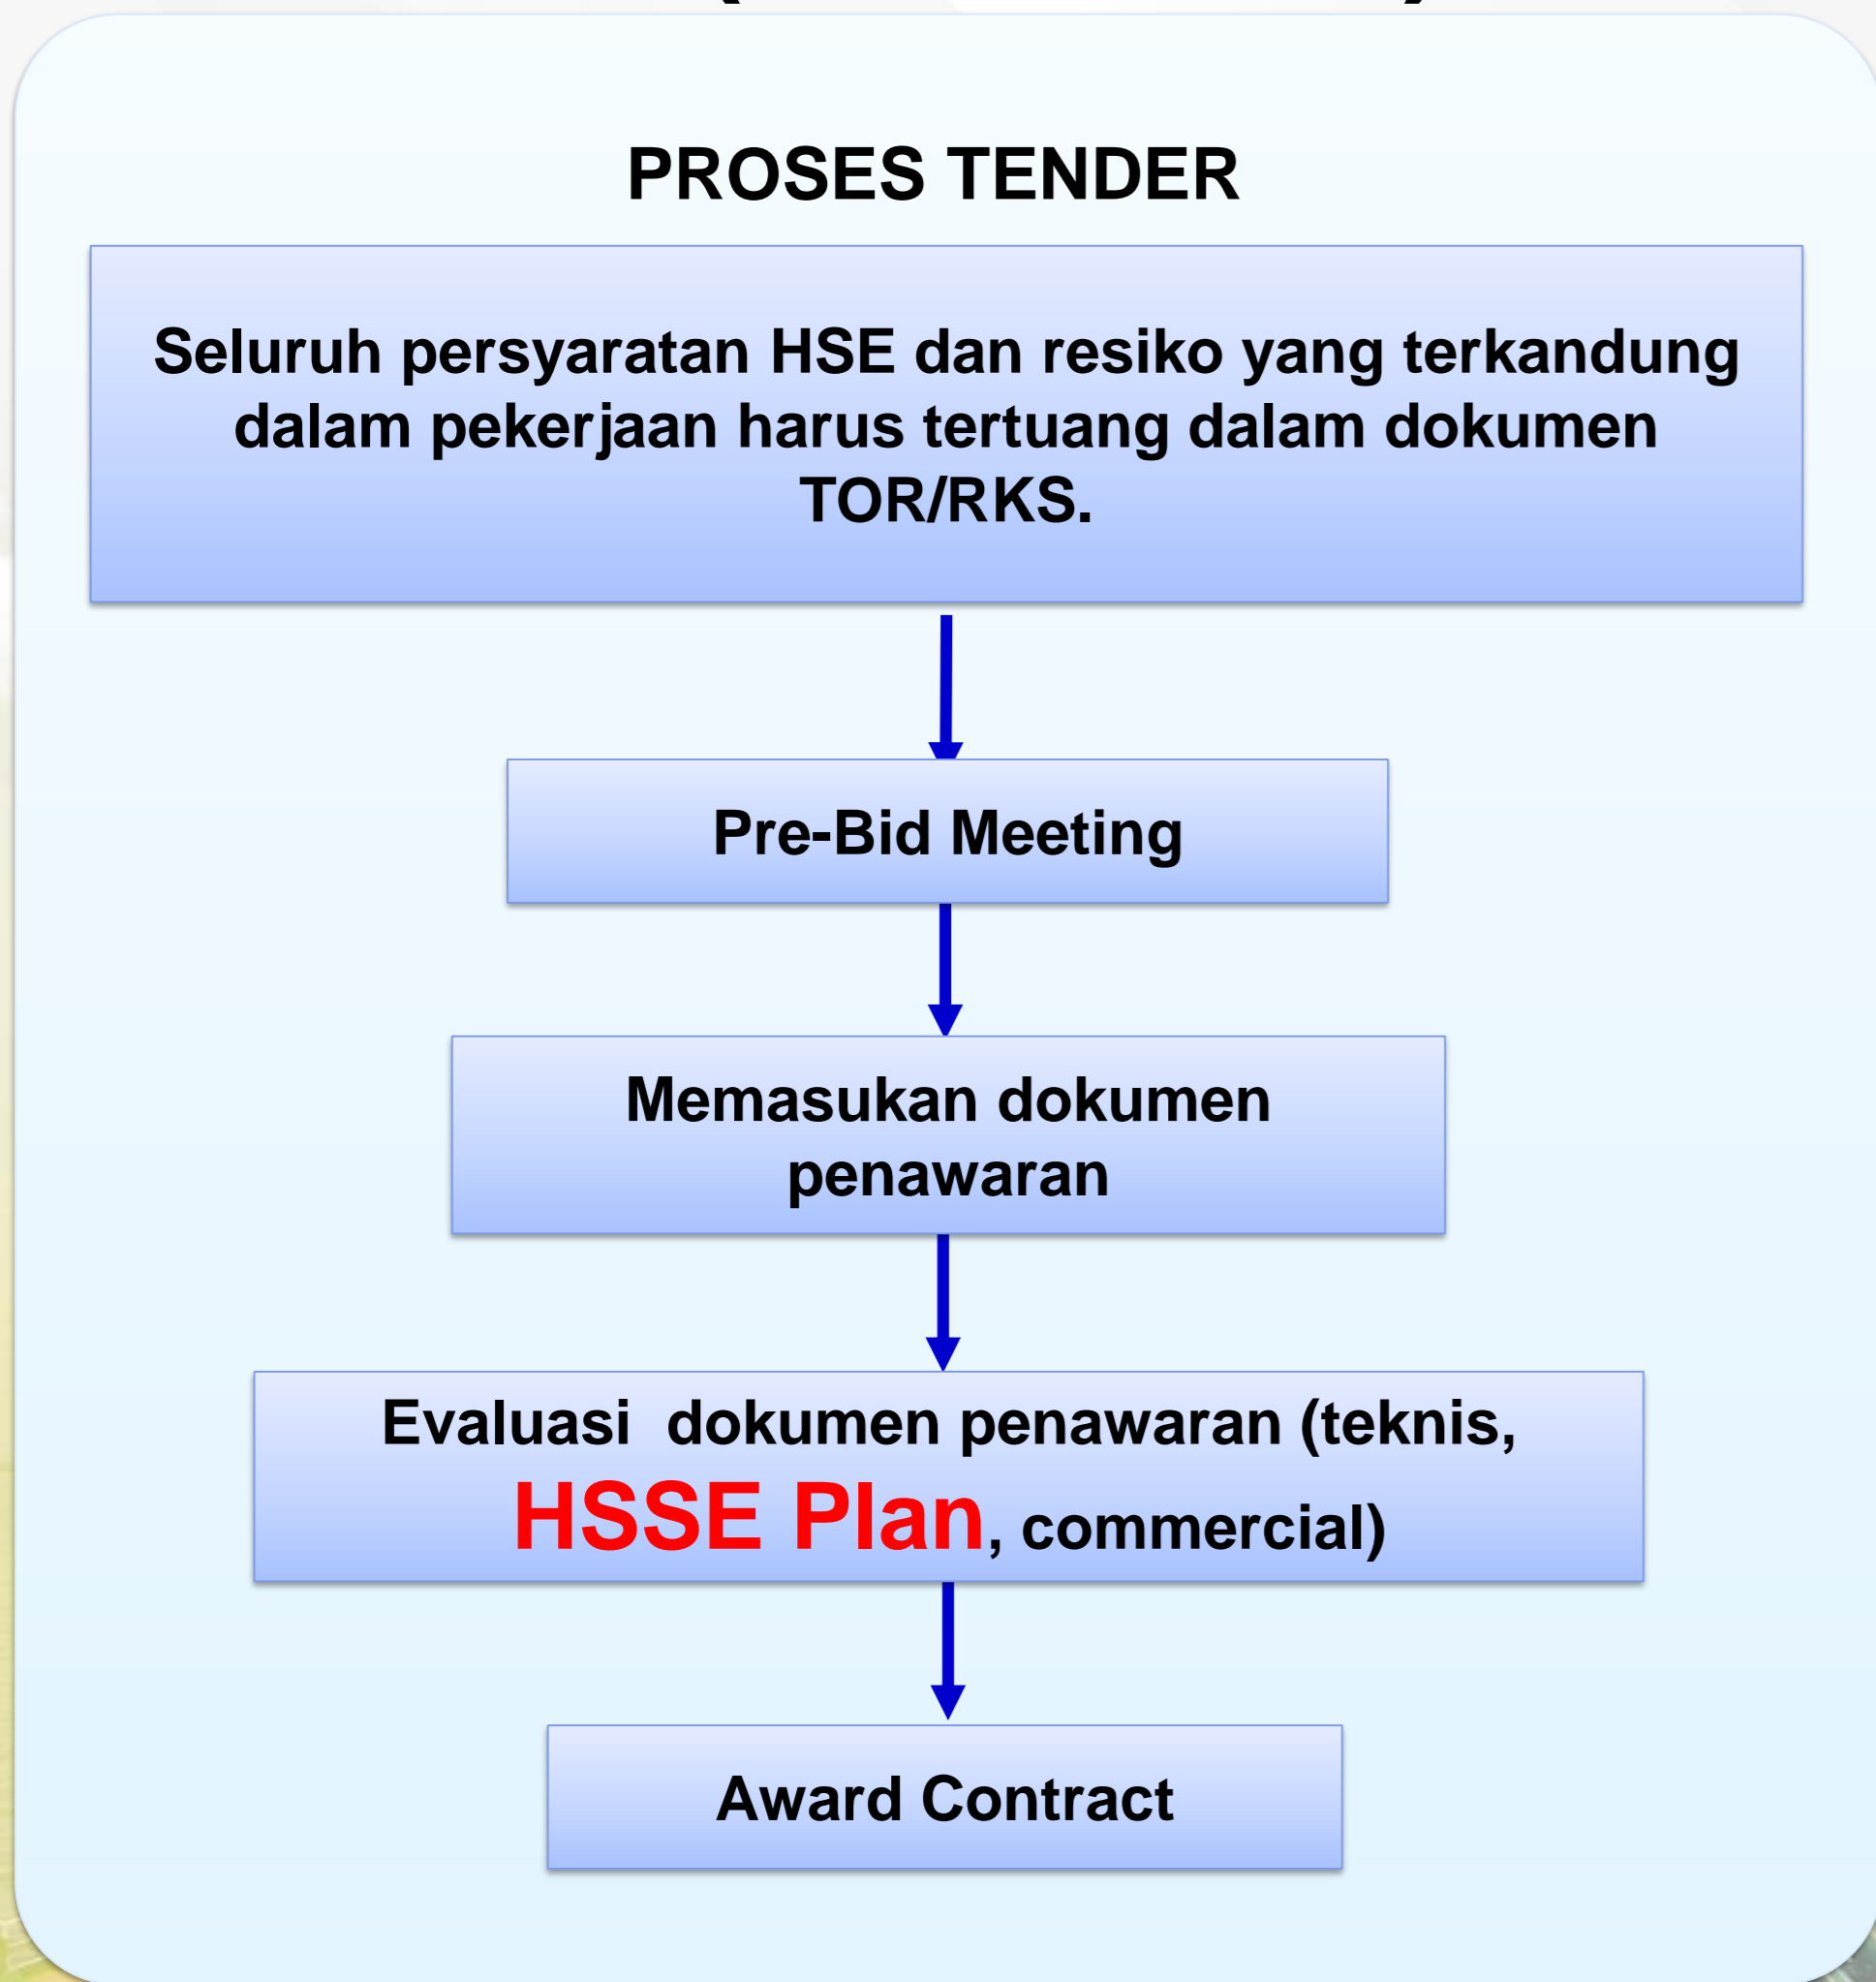 PROSES TENDER
Seluruh persyaratan HSE dan resiko yang terkandung
dalam pekerjaan harus tertuang dalam dokumen
TOR/RKS.
Pre-Bid Meeting
Memasukan dokumen
penawaran
Evaluasi  dokumen penawaran (teknis,
HSSE Plan, commercial)
Award Contract